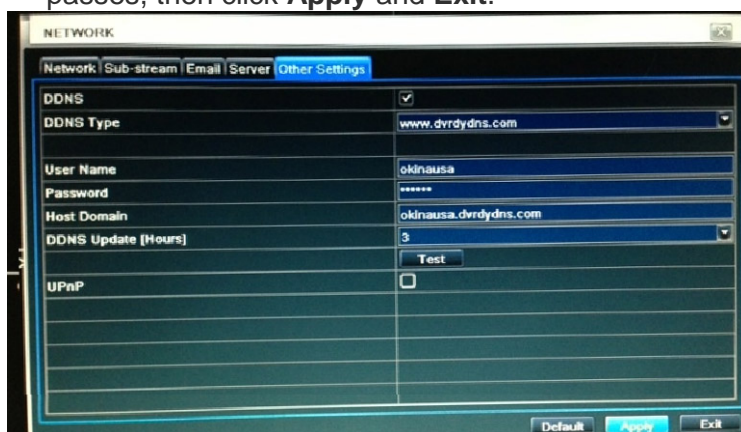 passes, then click Apply and Exit.
NETWORK
Network Sub-stream Email Server Other Settings
DDNS
DDNS Type www.dvrdydns.com
User Name okinausa
Password ••••••
Host Domain okinausa.dvrdydns.com
DDNS Update [Hours] 3
Test
UPnP
Default Apply Exit